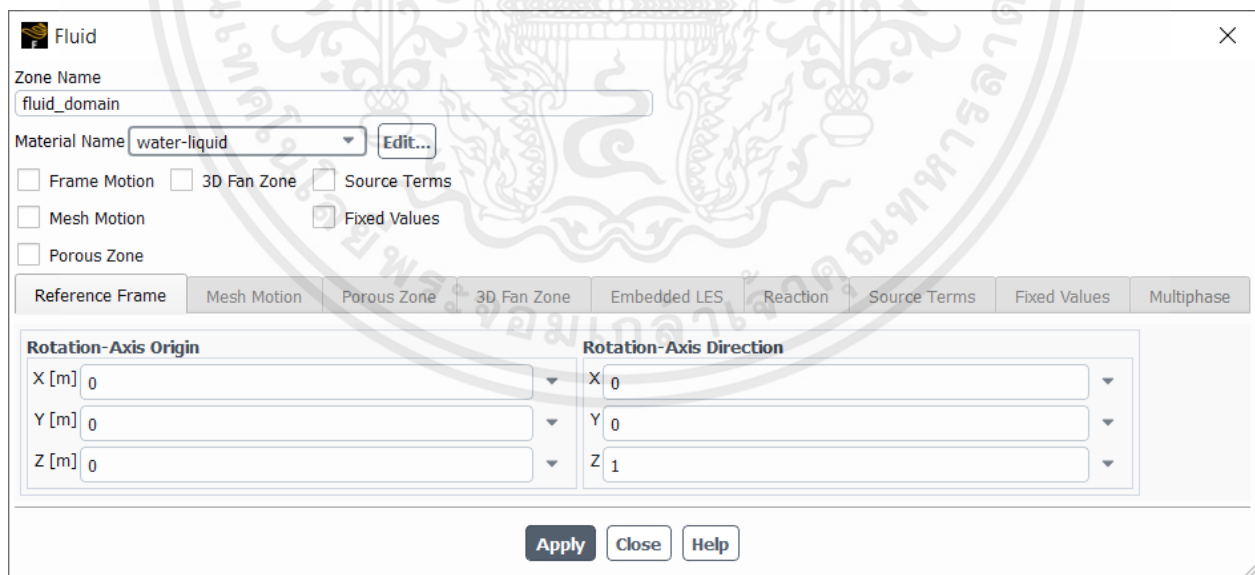 Fluid
Zone Name
fluid_domain
Material Name water-liquid Edit...
Frame Motion 3D Fan Zone Source Terms
Mesh Motion Fixed Values
Porous Zone
Reference Frame Mesh Motion Porous Zone 3D Fan Zone Embedded LES Reaction Source Terms Fixed Values Multiphase
Rotation-Axis Origin Rotation-Axis Direction
X [m] 0 X 0
Y [m] 0 Y 0
Z [m] 0 Z 1
Apply Close Help